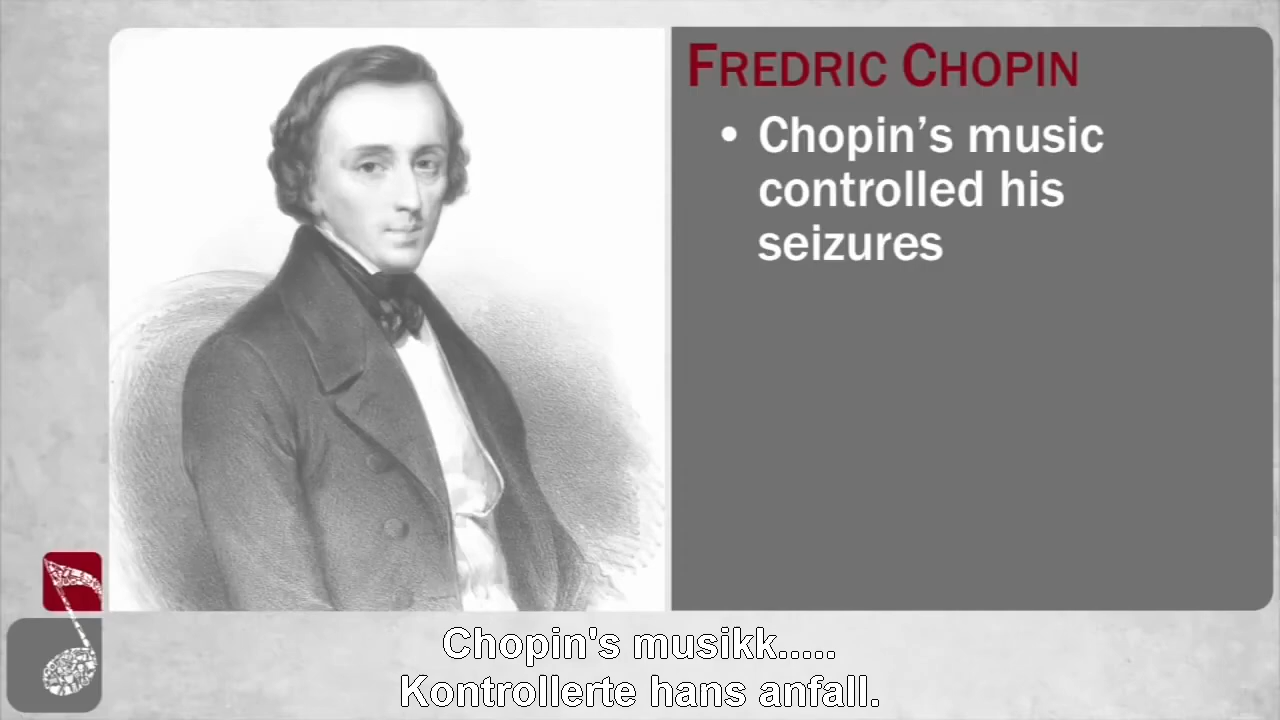 FREDRIC CHOPIN
• Chopin’s music
controlled his
seizures
Chopin's musikk.....
Kontrollerte hans anfall.